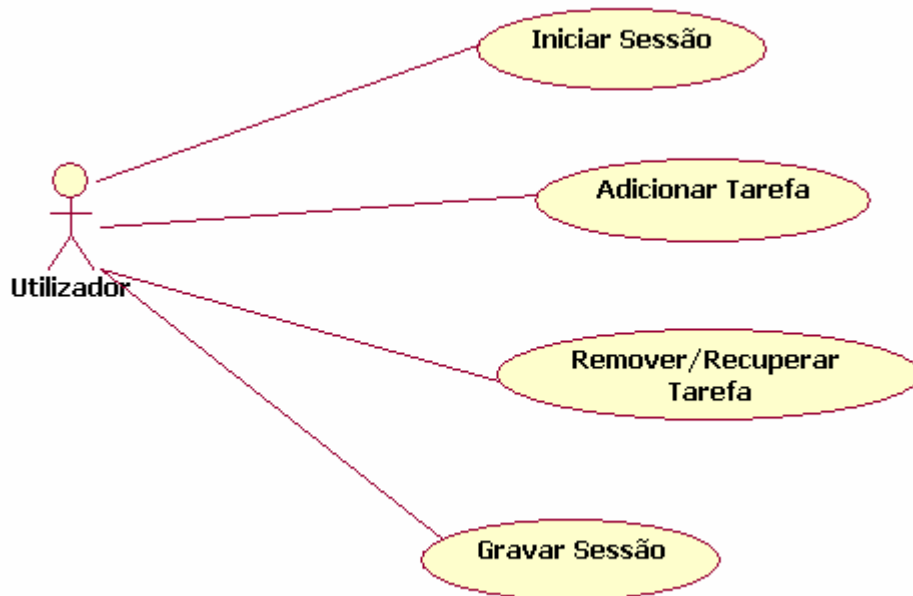 Iniciar Sessão
Adicionar Tarefa
Utilizador
Remover/Recuperar
Tarefa
Gravar Sessão